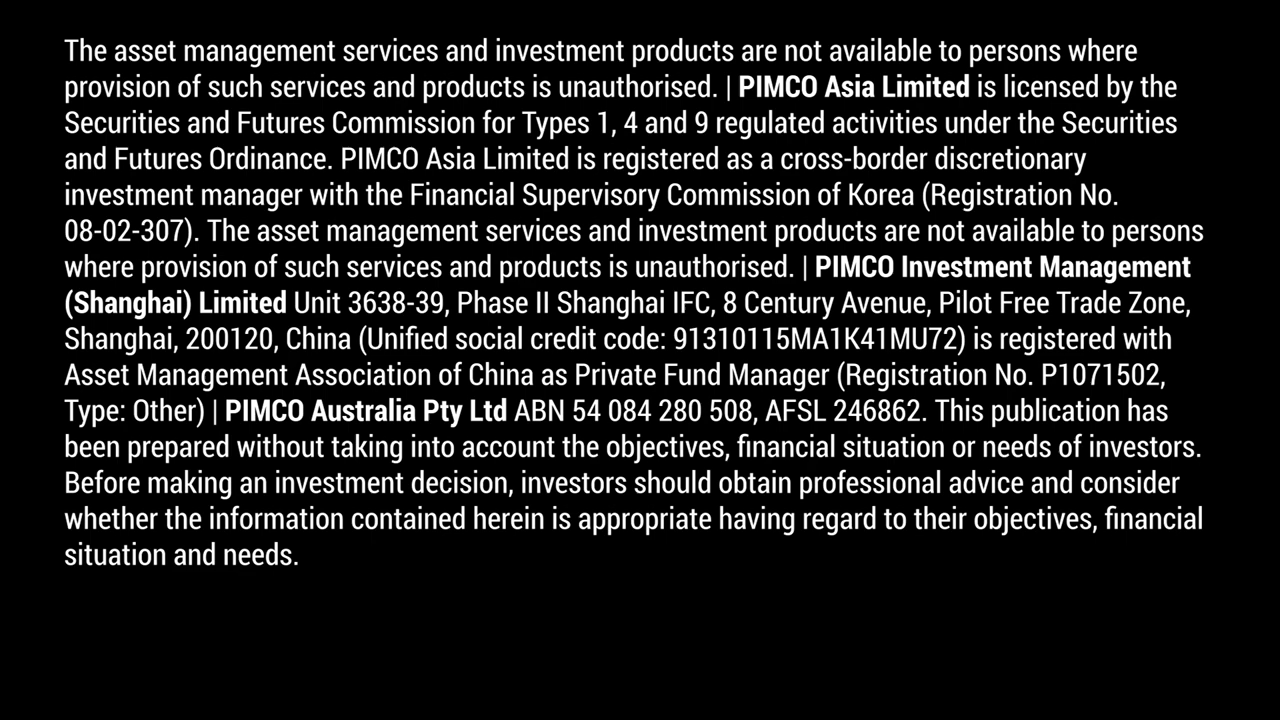 The asset management services and investment products are not available to persons where
provision of such services and products is unauthorised. | PIMCO Asia Limited is licensed by the
Securities and Futures Commission for Types 1, 4 and 9 regulated activities under the Securities
and Futures Ordinance. PIMCO Asia Limited is registered as a cross-border discretionary
investment manager with the Financial Supervisory Commission of Korea (Registration No.
08-02-307). The asset management services and investment products are not available to persons
where provision of such services and products is unauthorised. | PIMCO Investment Management
(Shanghai) Limited Unit 3638-39, Phase II Shanghai IFC, 8 Century Avenue, Pilot Free Trade Zone,
Shanghai, 200120, China (Unified social credit code: 91310115MA1K41MU72) is registered with
Asset Management Association of China as Private Fund Manager (Registration No. P1071502,
Type: Other) | PIMCO Australia Pty Ltd ABN 54 084 280 508, AFSL 246862. This publication has
been prepared without taking into account the objectives, financial situation or needs of investors.
Before making an investment decision, investors should obtain professional advice and consider
whether the information contained herein is appropriate having regard to their objectives, financial
situation and needs.